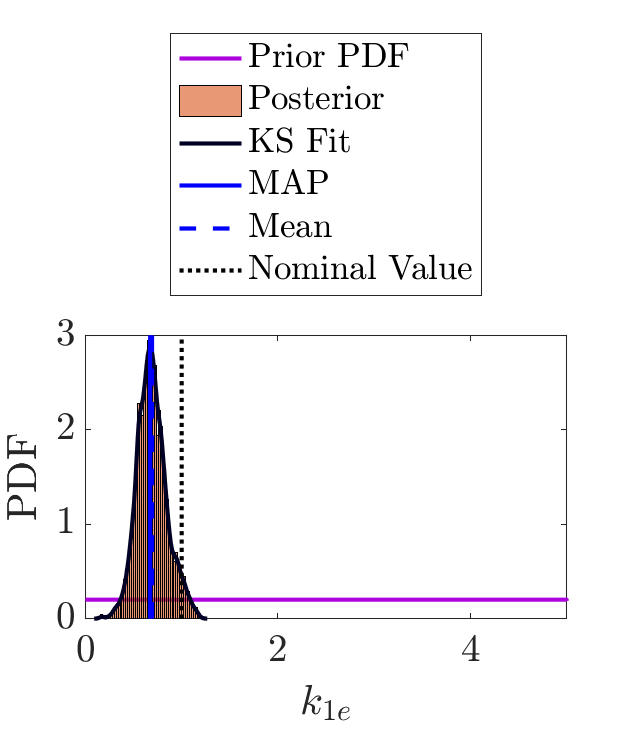 Prior PDF
Posterior
KS Fit
MAP
Mean
Nominal Value
3
2
1
0
PDF
0 2 4
k1e